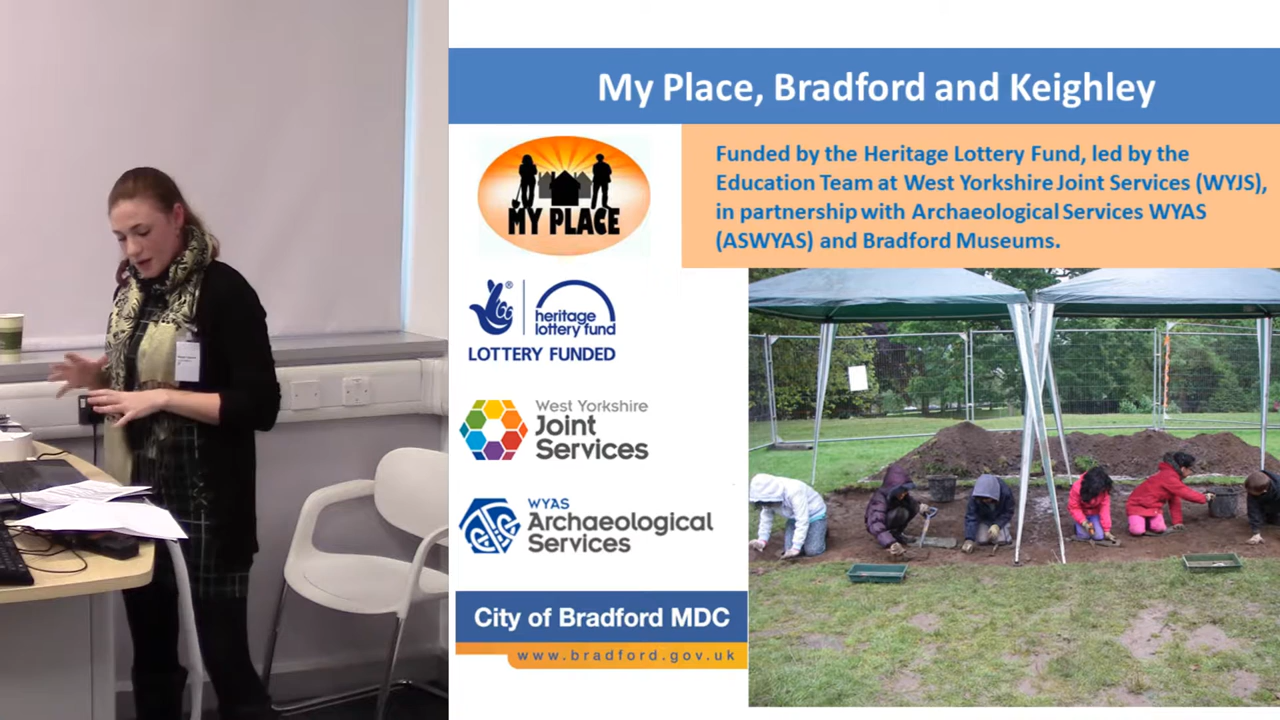 My Place, Bradford and Keighley
MY PLACE
Funded by the Heritage Lottery Fund, led by the
Education Team at West Yorkshire Joint Services (WYJS),
in partnership with Archaeological Services WYAS
(ASWYAS) and Bradford Museums.
heritage
lottery fund
LOTTERY FUNDED
West Yorkshire
Joint
Services
WYAS
Archaeological
Services
City of Bradford MDC
www.bradford.gov.uk